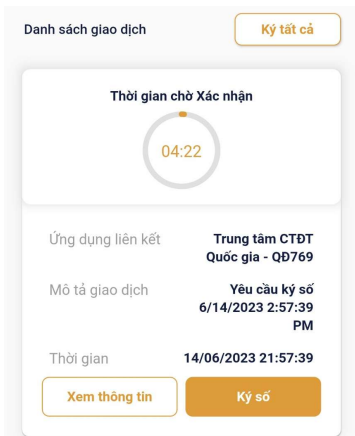 Danh sách giao dịch
Ký tất cả
Thời gian chờ Xác nhận
04:22
Ứng dụng liên kết
Trung tâm CTĐT
Quốc gia - QĐ769
Mô tả giao dịch
Yêu cầu ký số
6/14/2023 2:57:39
PM
Thời gian
14/06/2023 21:57:39
Xem thông tin
Ký số